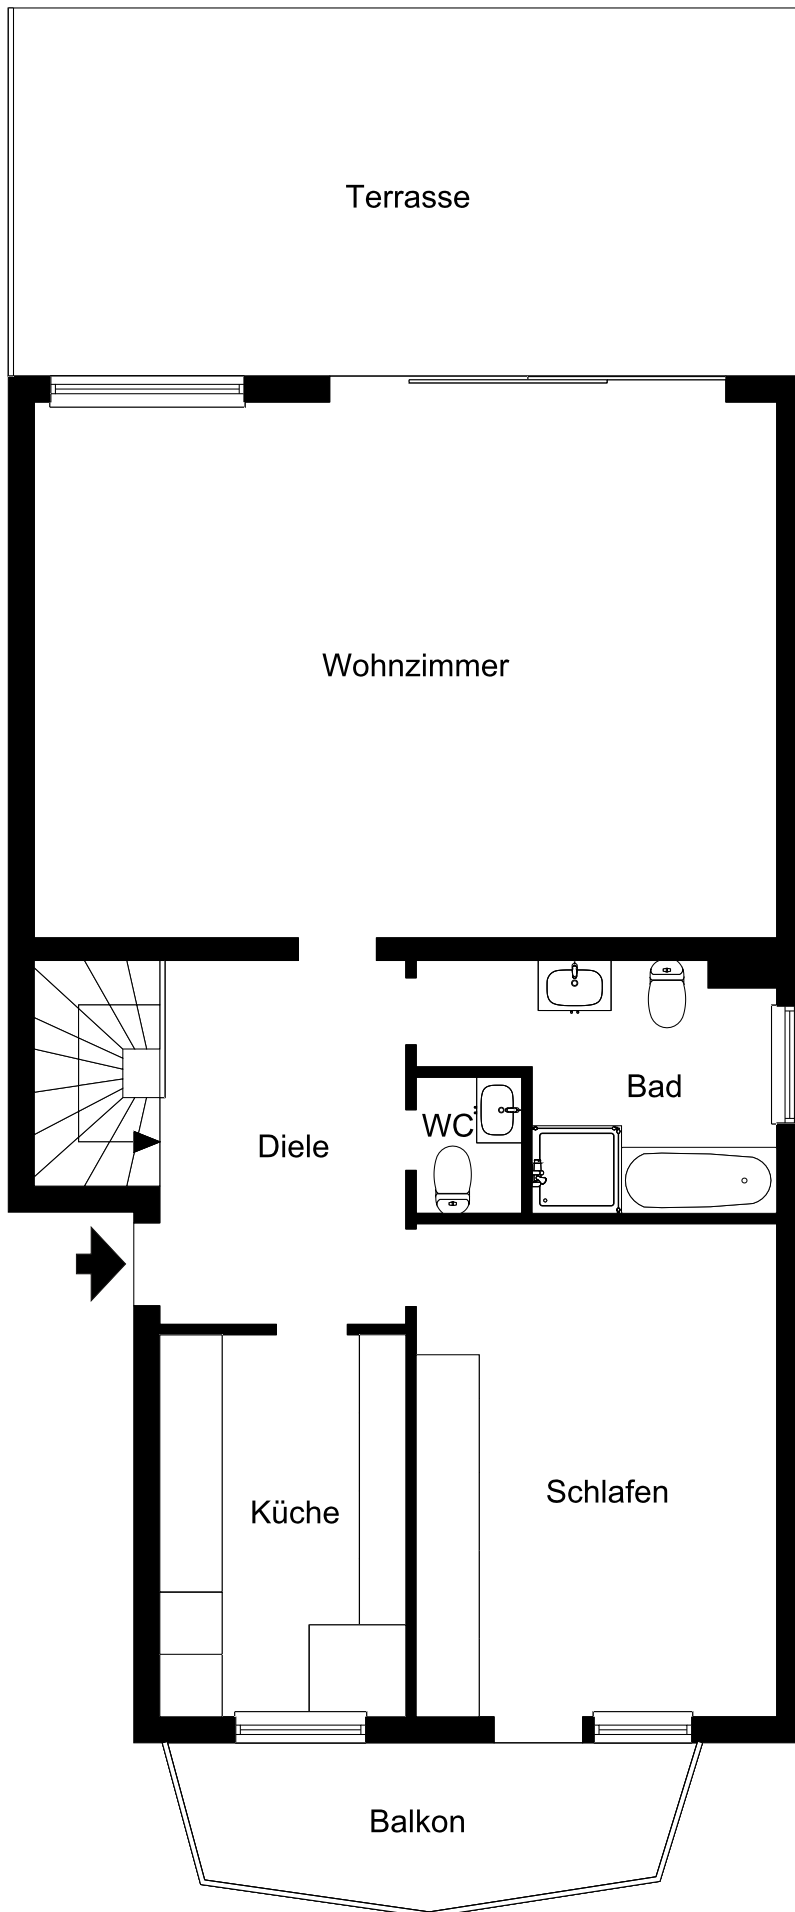 Terrasse
Wohnzimmer
Bad
WC
Diele
Schlafen
Küche
Balkon